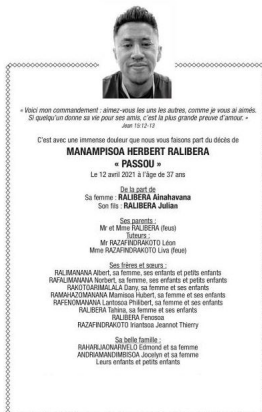 « Voici mon commandement : aimez-vous les uns les autres, comme je vous ai aimés.
Si quelqu'un donne sa vie pour ses amis, c'est la plus grande preuve d'amour. »
Jean 15:12-13
C'est avec une immense douleur que nous vous faisons part du décès de
MANAMPISOA HERBERT RALIBERA
« PASSOU »
Le 12 avril 2021 à l'âge de 37 ans
De la part de
Sa femme : RALIBERA Ainahavana
Son fils : RALIBERA Julian
Ses parents :
Mr et Mme RALIBERA (feus)
Tuteurs :
Mr RAZAFINDRAKOTO Léon
Mme RAZAFINDRAKOTO Liva (feue)
Ses frères et sœurs :
RALIMANANA Albert, sa femme, ses enfants et petits enfants
RAFALIMANANA Norbert, sa femme, ses enfants et petits enfants
RAKOTOARIMALALA Dany, sa femme et ses enfants
RAMAHAZOMANANA Mamisoa Hubert, sa femme et ses enfants
RAFENOMANANA Lantosoa Philibert, sa femme et ses enfants
RALIBERA Tahina, sa femme et ses enfants
RALIBERA Fenosoa
RAZAFINDRAKOTO Iriantsoa Jeannot Thierry
Sa belle famille :
RAHARIJAONARIVELO Edmond et sa femme
ANDRIAMANDIMBISOA Jocelyn et sa femme
Leurs enfants et petits enfants